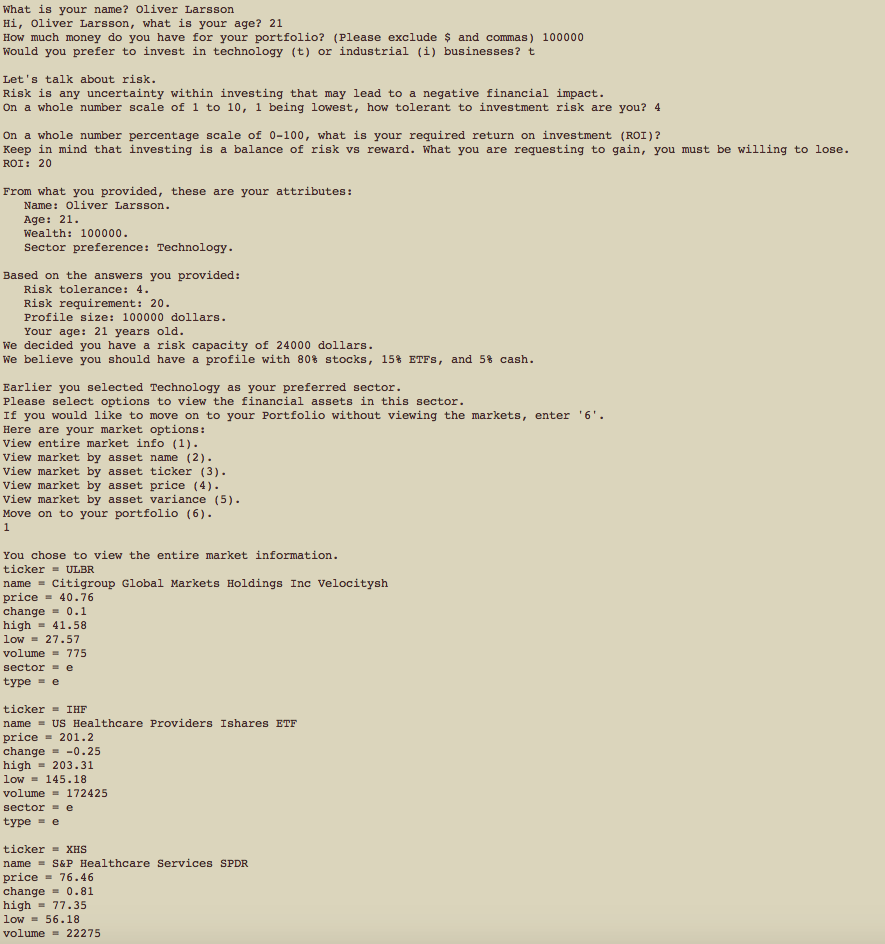 What is your name? Oliver Larsson
Hi, Oliver Larsson, what is your age? 21
How much money do you have for your portfolio? (Please exclude $ and commas) 100000
Would you prefer to invest in technology (t) or industrial (i) businesses? t
Let's talk about risk.
Risk is any uncertainty within investing that may lead to a negative financial impact.
On a whole number scale of 1 to 10, 1 being lowest, how tolerant to investment risk are you? 4
On a whole number percentage scale of 0-100, what is your required return on investment (ROI)?
Keep in mind that investing is a balance of risk vs reward. What you are requesting to gain, you must be willing to lose.
ROI: 20
From what you provided, these are your attributes:
Name: Oliver Larsson.
Age: 21.
Wealth: 100000.
Sector preference: Technology.
Based on the answers you provided:
Risk tolerance: 4.
Risk requirement: 20.
Profile size: 100000 dollars.
Your age: 21 years old.
We decided you have a risk capacity of 24000 dollars.
We believe you should have a profile with 80% stocks, 15% ETFs, and 5% cash.
Earlier you selected Technology as your preferred sector.
Please select options to view the financial assets in this sector.
If you would like to move on to your Portfolio without viewing the markets, enter '6'.
Here are your market options:
View entire market info (1).
View market by asset name (2).
View market by asset ticker (3).
View market by asset price (4).
View market by asset variance (5).
Move on to your portfolio (6).
1
You chose to view the entire market information.
ticker = ULBR
name = Citigroup Global Markets Holdings Inc Velocitysh
price = 40.76
change = 0.1
high = 41.58
low = 27.57
volume = 775
sector = e
type = e
ticker = IHF
name = US Healthcare Providers Ishares ETF
price = 201.2
change = -0.25
high = 203.31
low = 145.18
volume = 172425
sector = e
type = e
ticker = XHS
name = S&P Healthcare Services SPDR
price = 76.46
change = 0.81
high = 77.35
low = 56.18
volume = 22275